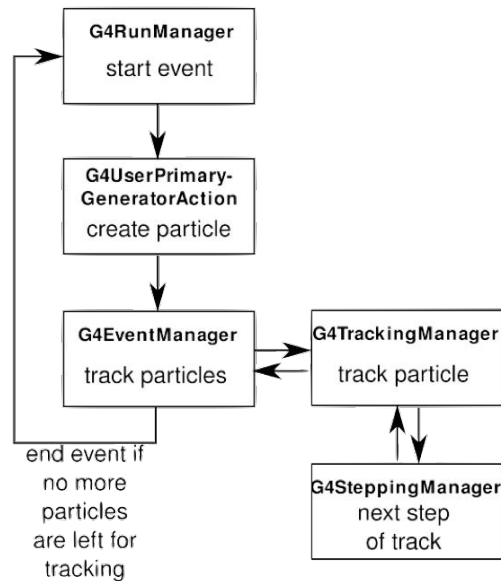 G4RunManager
start event
G4UserPrimary-
GeneratorAction
create particle
G4EventManager
track particles
G4TrackingManager
track particle
end event if
no more
particles
are left for
tracking
G4SteppingManager
next step
of track